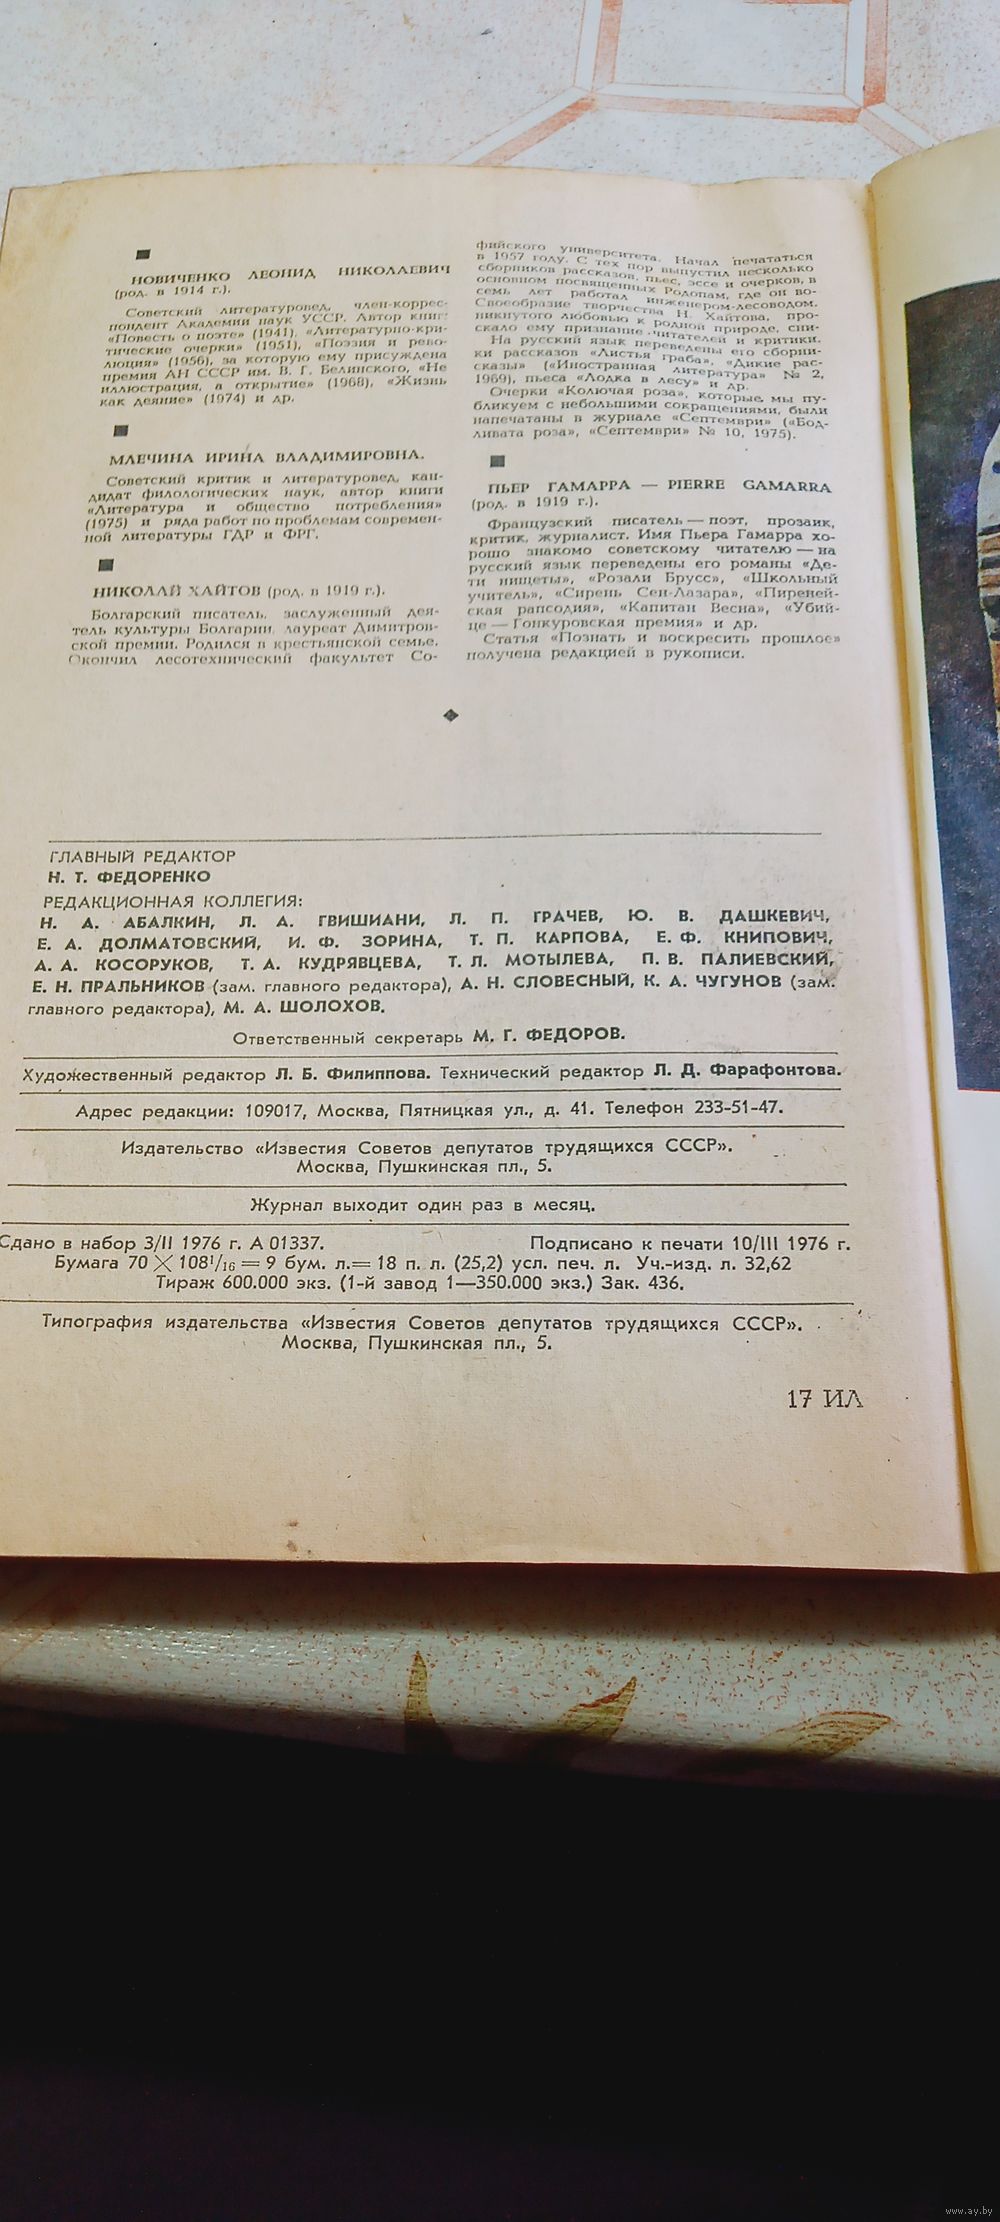 НОВИЧЕНКО ЛЕОНИД НИКОЛАЕВИЧ
(род. в 1914 г.).
Советский литературовед, член-коррес-
пондент Академии наук УССР. Автор книг:
«Повесть о поэте» (1941), «Литературно-кри-
тические очерки» (1951), «Поэзия и рево-
люция» (1956), за которую ему присуждена
премия АН СССР им. В. Г. Белинского, «Не
иллюстрация, а открытие» (1968), «Жизнь
как деяние» (1974) и др.
МЛЕЧИНА ИРИНА ВЛАДИМИРОВНА.
Советский критик и литературовед, кан-
дидат филологических наук, автор книги
«Литература и общество потребления»
(1975) и ряда работ по проблемам современ-
ной литературы ГДР и ФРГ.
НИКОЛАЙ ХАЙТОВ (род. в 1919 г.).
Болгарский писатель, заслуженный дея-
тель культуры Болгарии, лауреат Димитров-
ской премии. Родился в крестьянской семье.
Окончил лесотехнический факультет Со-
фийского университета. Начал печататься
в 1957 году. С тех пор выпустил несколько
сборников рассказов, пьес, эссе и очерков, в
основном посвященных Родопам, где он во-
семь лет работал инженером-лесоводом.
Своеобразие творчества Н. Хайтова, про-
никнутого любовью к родной природе, сни-
скало ему признание читателей и критики.
На русский язык переведены его сборни-
ки рассказов «Листья граба», «Дикие рас-
сказы» («Иностранная литература» № 2,
1969), пьеса «Лодка в лесу» и др.
Очерки «Колючая роза», которые мы пу-
бликуем с небольшими сокращениями, были
напечатаны в журнале «Септември» («Бод-
ливата роза», «Септември» № 10, 1975).
ПЬЕР ГАМАРРА — PIERRE GAMARRA
(род. в 1919 г.).
Французский писатель — поэт, прозаик,
критик, журналист. Имя Пьера Гамарра хо-
рошо знакомо советскому читателю — на
русский язык переведены его романы «Де-
ти нищеты», «Розали Брусс», «Школьный
учитель», «Сирень Сен-Лазара», «Пиреней-
ская рапсодия», «Капитан Весна», «Убий-
це — Гонкуровская премия» и др.
Статья «Познать и воскресить прошлое»
получена редакцией в рукописи.
ГЛАВНЫЙ РЕДАКТОР
Н. Т. ФЕДОРЕНКО
РЕДАКЦИОННАЯ КОЛЛЕГИЯ:
Н. А. АБАЛКИН, Л. А. ГВИШИАНИ, Л. П. ГРАЧЕВ, Ю. В. ДАШКЕВИЧ,
Е. А. ДОЛМАТОВСКИЙ, И. Ф. ЗОРИНА, Т. П. КАРПОВА, Е. Ф. КНИПОВИЧ,
А. А. КОСОРУКОВ, Т. А. КУДРЯВЦЕВА, Т. Л. МОТЫЛЕВА, П. В. ПАЛИЕВСКИЙ,
Е. Н. ПРАЛЬНИКОВ (зам. главного редактора), А. Н. СЛОВЕСНЫЙ, К. А. ЧУГУНОВ (зам.
главного редактора), М. А. ШОЛОХОВ.
Ответственный секретарь М. Г. ФЕДОРОВ.
Художественный редактор Л. Б. Филиппова. Технический редактор Л. Д. Фарафонтова.
Адрес редакции: 109017, Москва, Пятницкая ул., д. 41. Телефон 233-51-47.
Издательство «Известия Советов депутатов трудящихся СССР».
Москва, Пушкинская пл., 5.
Журнал выходит один раз в месяц.
Сдано в набор 3/II 1976 г. А 01337. Подписано к печати 10/III 1976 г.
Бумага 70 × 108¹/₁₆ = 9 бум. л.= 18 п. л. (25,2) усл. печ. л. Уч.-изд. л. 32,62
Тираж 600.000 экз. (1-й завод 1—350.000 экз.) Зак. 436.
Типография издательства «Известия Советов депутатов трудящихся СССР».
Москва, Пушкинская пл., 5.
17 ИЛ
www.ay.by